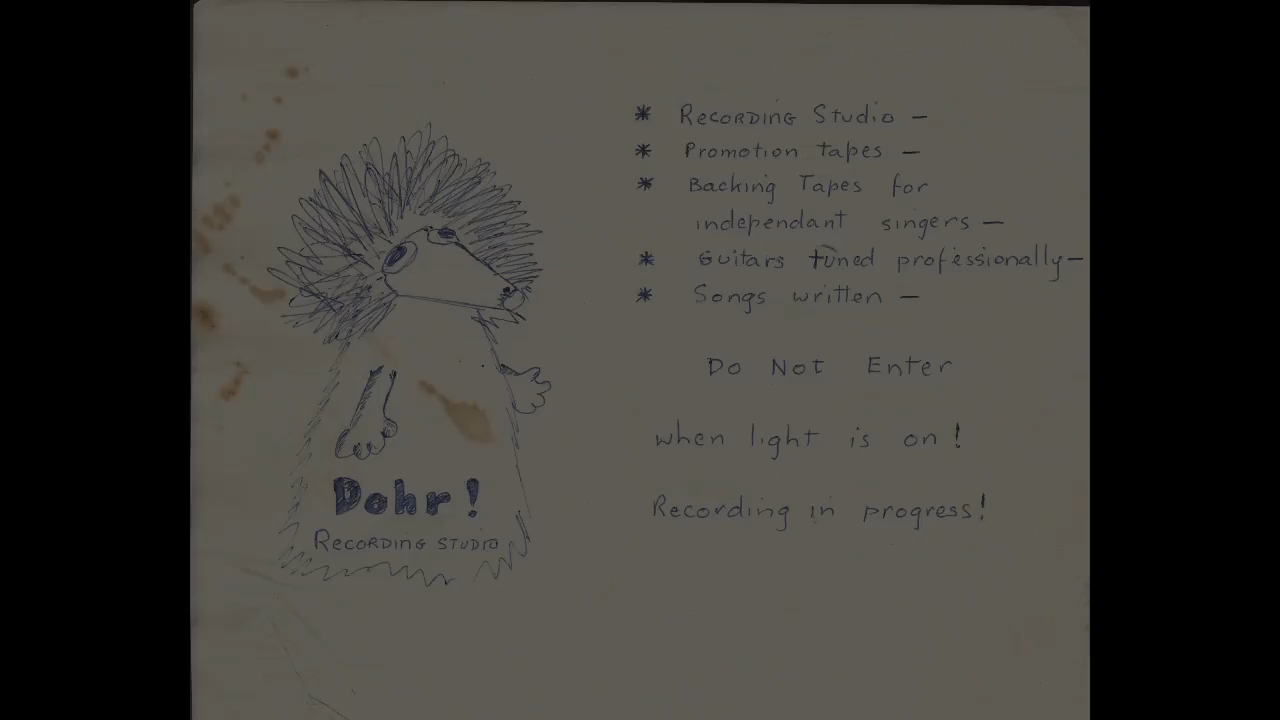 * Recording Studio –
* Promotion tapes –
* Backing Tapes for
independant singers –
* Guitars tuned professionally –
* Songs written –
Do Not Enter
when light is on!
Recording in progress!
Dohr!
Recording studio